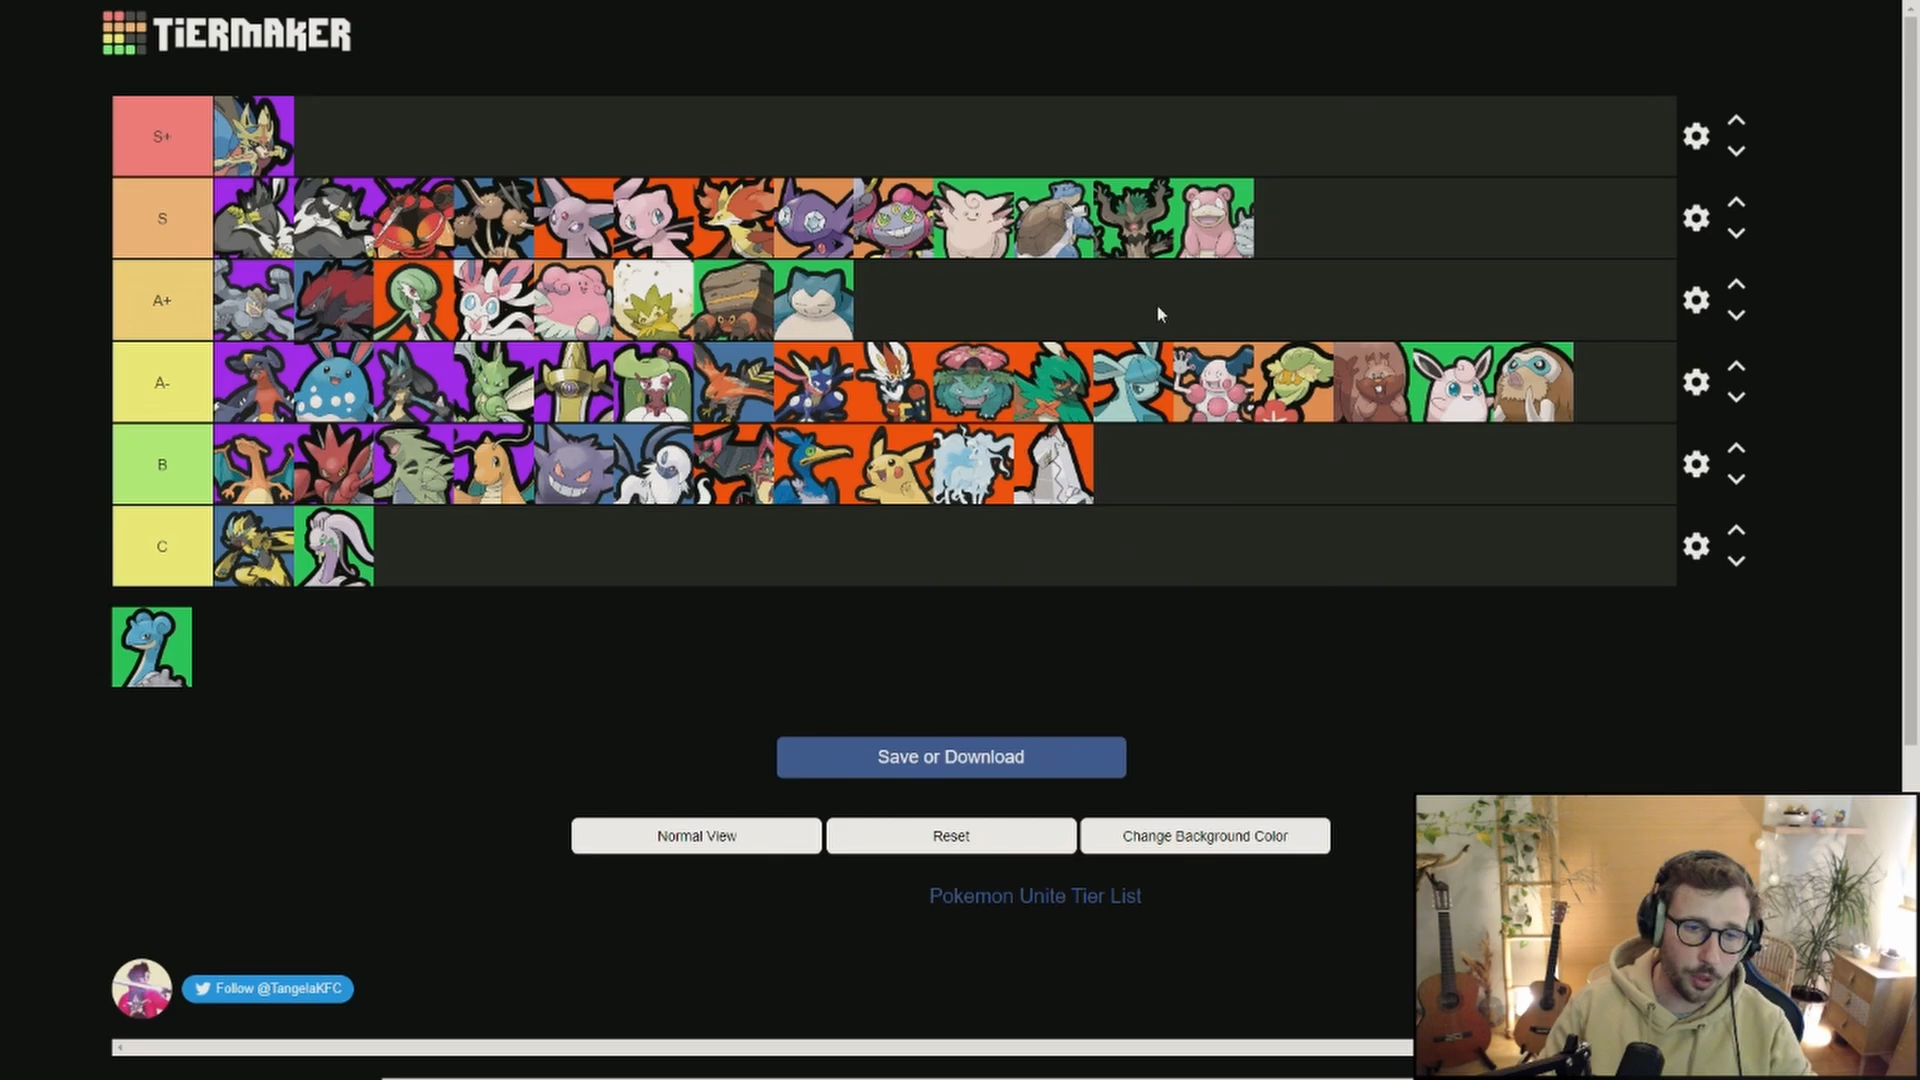 TiERMAKER
S+
S
A+
A-
B
C
Save or Download
Normal View
Reset
Change Background Color
Pokemon Unite Tier List
Follow @TangelaKFC